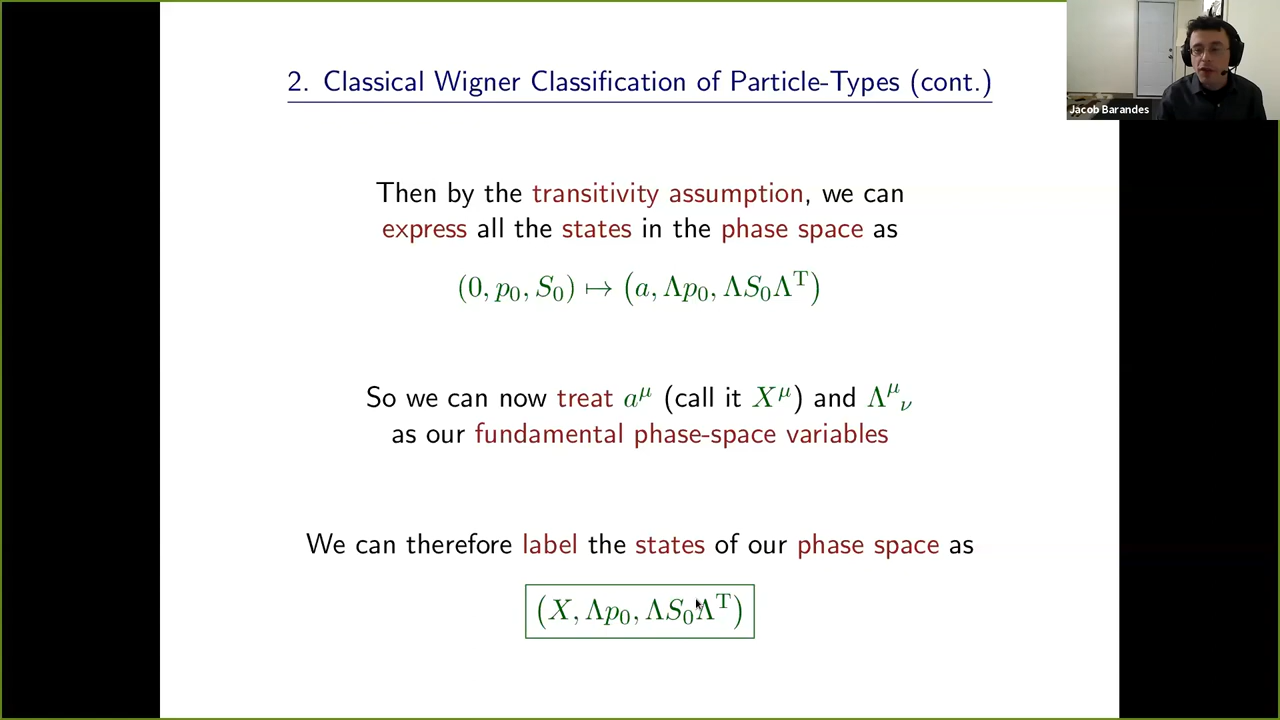 2. Classical Wigner Classification of Particle-Types (cont.)
Jacob Barandes
Then by the transitivity assumption, we can
express all the states in the phase space as
(0, p₀, S₀) ↦ (a, Λp₀, ΛS₀Λᵀ)
So we can now treat a^μ (call it X^μ) and Λ^μ_ν
as our fundamental phase-space variables
We can therefore label the states of our phase space as
(X, Λp₀, ΛS₀Λᵀ)